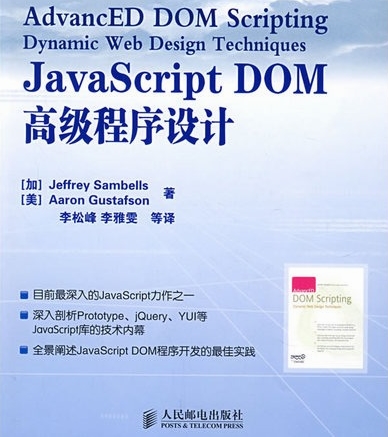 AdvancED DOM Scripting
Dynamic Web Design Techniques
JavaScript DOM
高级程序设计
[加] Jeffrey Sambells
[美] Aaron Gustafson
著
李松峰 李雅雯 等译
目前最深入的JavaScript力作之一
深入剖析Prototype、jQuery、YUI等
JavaScript库的技术内幕
全景阐述JavaScript DOM程序开发的最佳实践
AdvancED
DOM Scripting
Dynamic Web Design Techniques
人民邮电出版社
POSTS & TELECOM PRESS